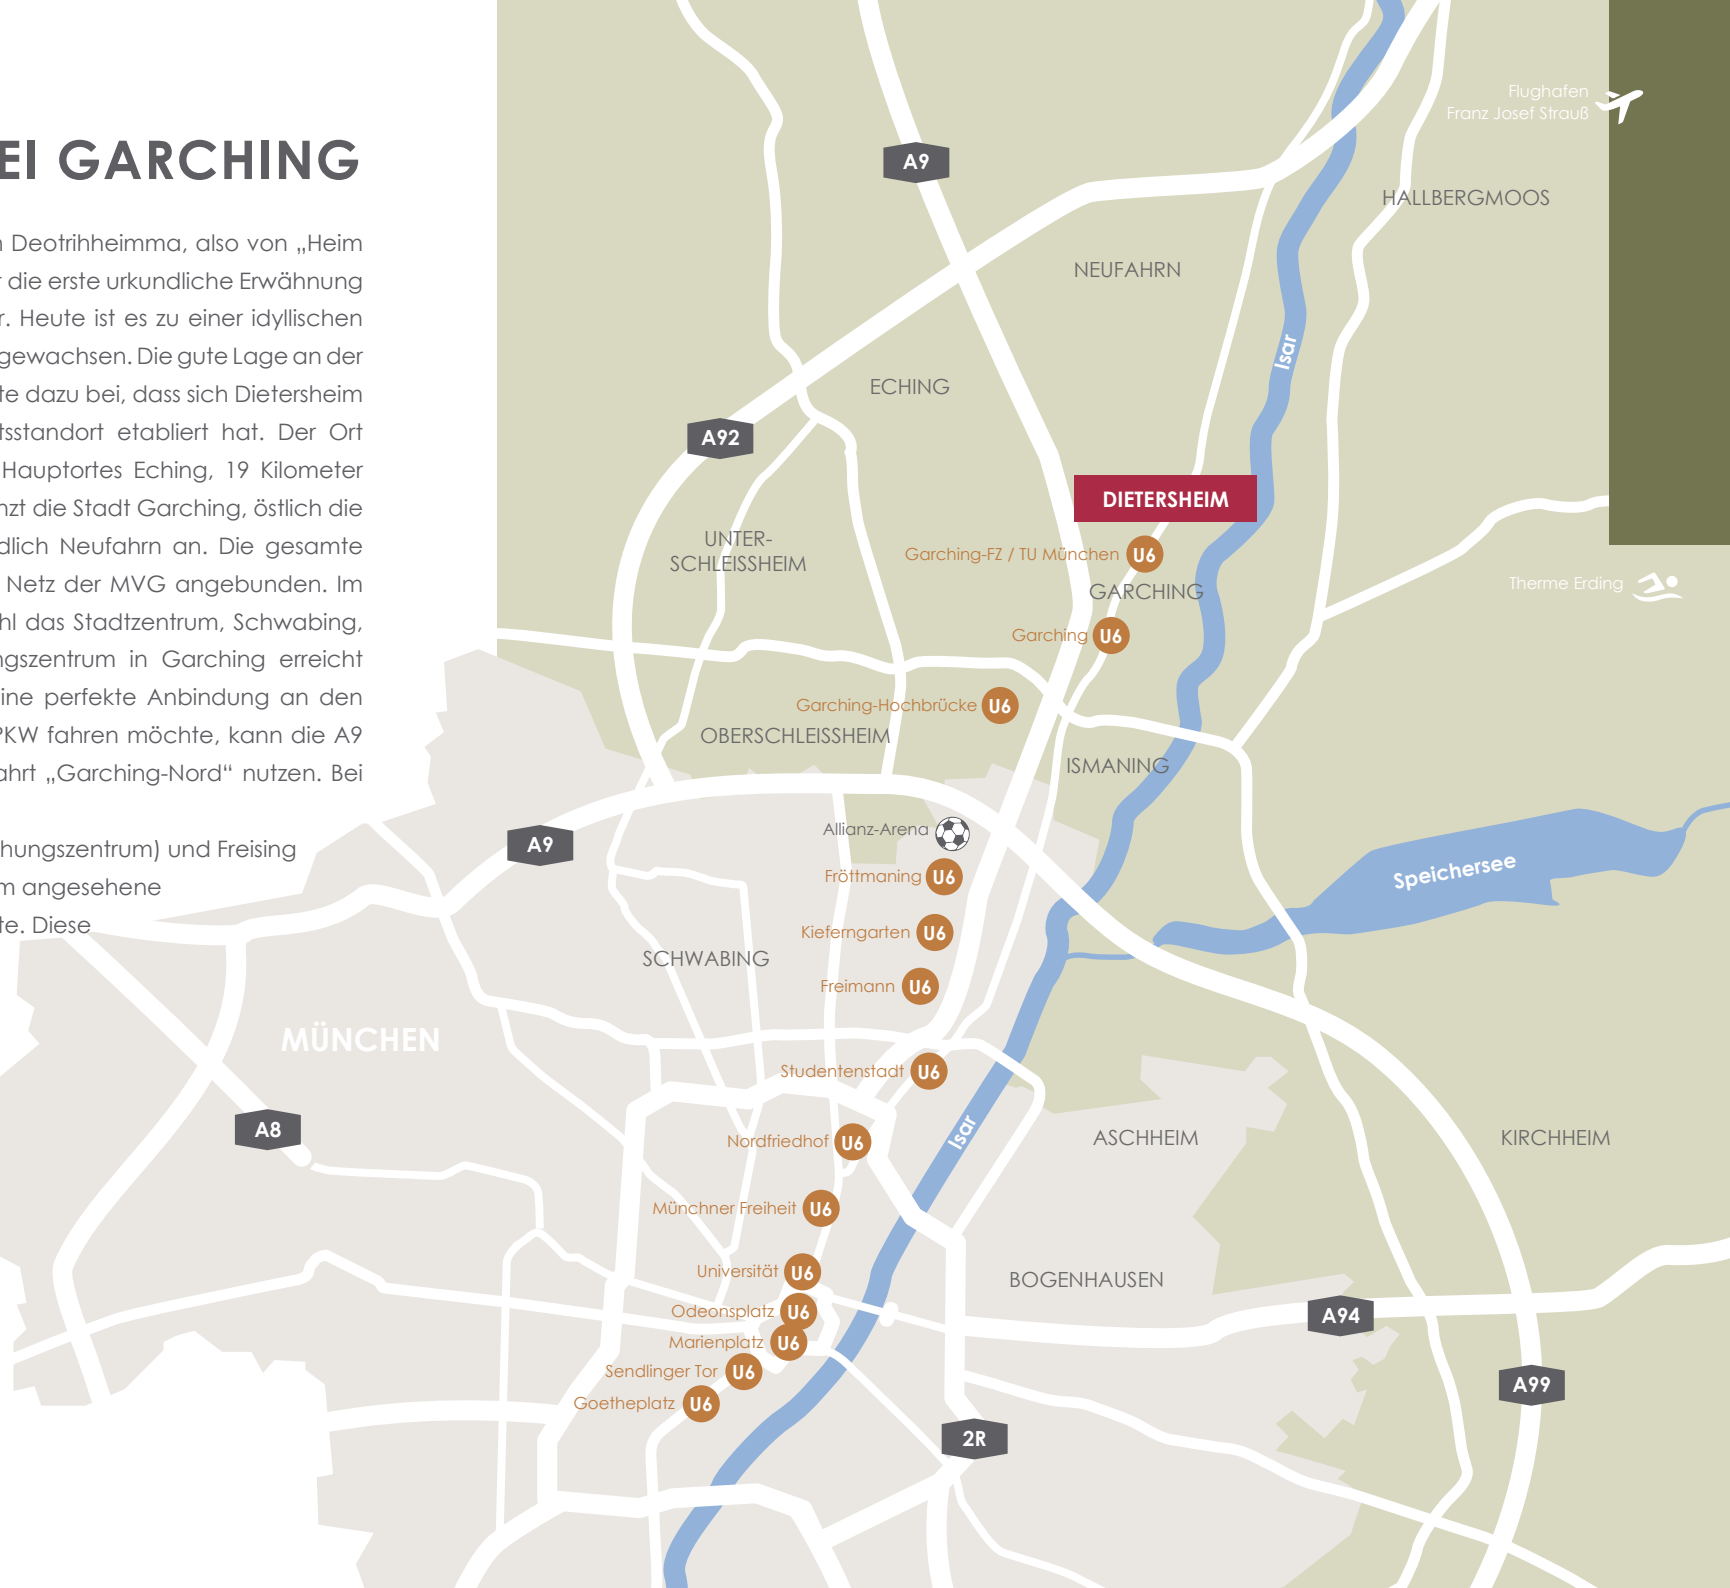 EI GARCHING
Deotrihheimma, also von „Heim
die erste urkundliche Erwähnung
r. Heute ist es zu einer idyllischen
gewachsen. Die gute Lage an der
te dazu bei, dass sich Dietersheim
tsstandort etabliert hat. Der Ort
Hauptortes Eching, 19 Kilometer
nzt die Stadt Garching, östlich die
dlich Neufahrn an. Die gesamte
Netz der MVG angebunden. Im
hl das Stadtzentrum, Schwabing,
ngszentrum in Garching erreicht
ine perfekte Anbindung an den
PKW fahren möchte, kann die A9
ahrt „Garching-Nord“ nutzen. Bei
hungszentrum) und Freising
m angesehene
te. Diese
Flughafen
Franz Josef Strauß
A9
HALLBERGMOOS
NEUFAHRN
Isar
ECHING
A92
DIETERSHEIM
UNTER-
SCHLEISSHEIM
Garching-FZ / TU München U6
GARCHING
Therme Erding
Garching U6
Garching-Hochbrücke U6
OBERSCHLEISSHEIM
ISMANING
Allianz-Arena
A9
Speichersee
Fröttmaning U6
Kieferngarten U6
SCHWABING
Freimann U6
MÜNCHEN
Studentenstadt U6
A8
Isar
Nordfriedhof U6
ASCHHEIM
KIRCHHEIM
Münchner Freiheit U6
Universität U6
BOGENHAUSEN
Odeonsplatz U6
A94
Marienplatz U6
Sendlinger Tor U6
A99
Goetheplatz U6
2R